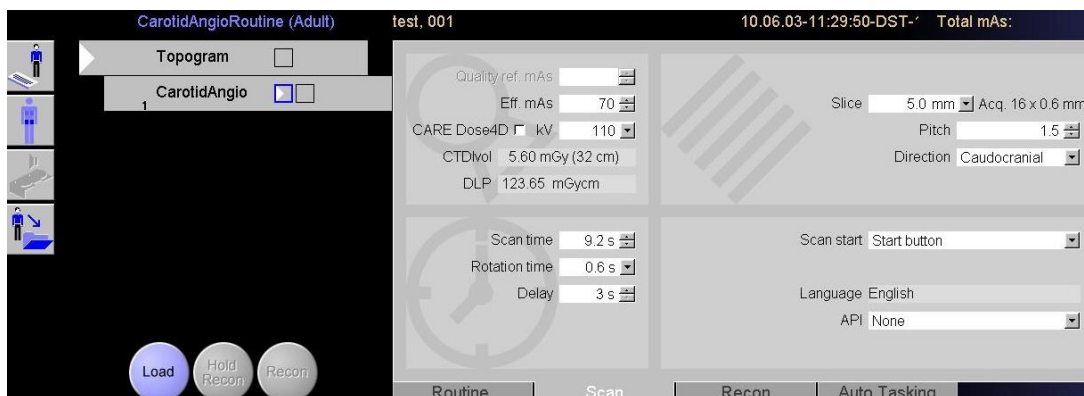 CarotidAngioRoutine (Adult) test, 001 10.06.03-11:29:50-DST- Total mAs:
Topogram
CarotidAngio
1
Quality ref. mAs
Eff. mAs 70
CARE Dose4D kV 110
CTDIvol 5.60 mGy (32 cm)
DLP 123.65 mGycm
Slice 5.0 mm Acq. 16 x 0.6 mm
Pitch 1.5
Direction Caudocranial
Scan time 9.2 s
Rotation time 0.6 s
Delay 3 s
Scan start Start button
Language English
API None
Load
Hold
Recon
Recon
Routine Scan Recon Auto Tasking